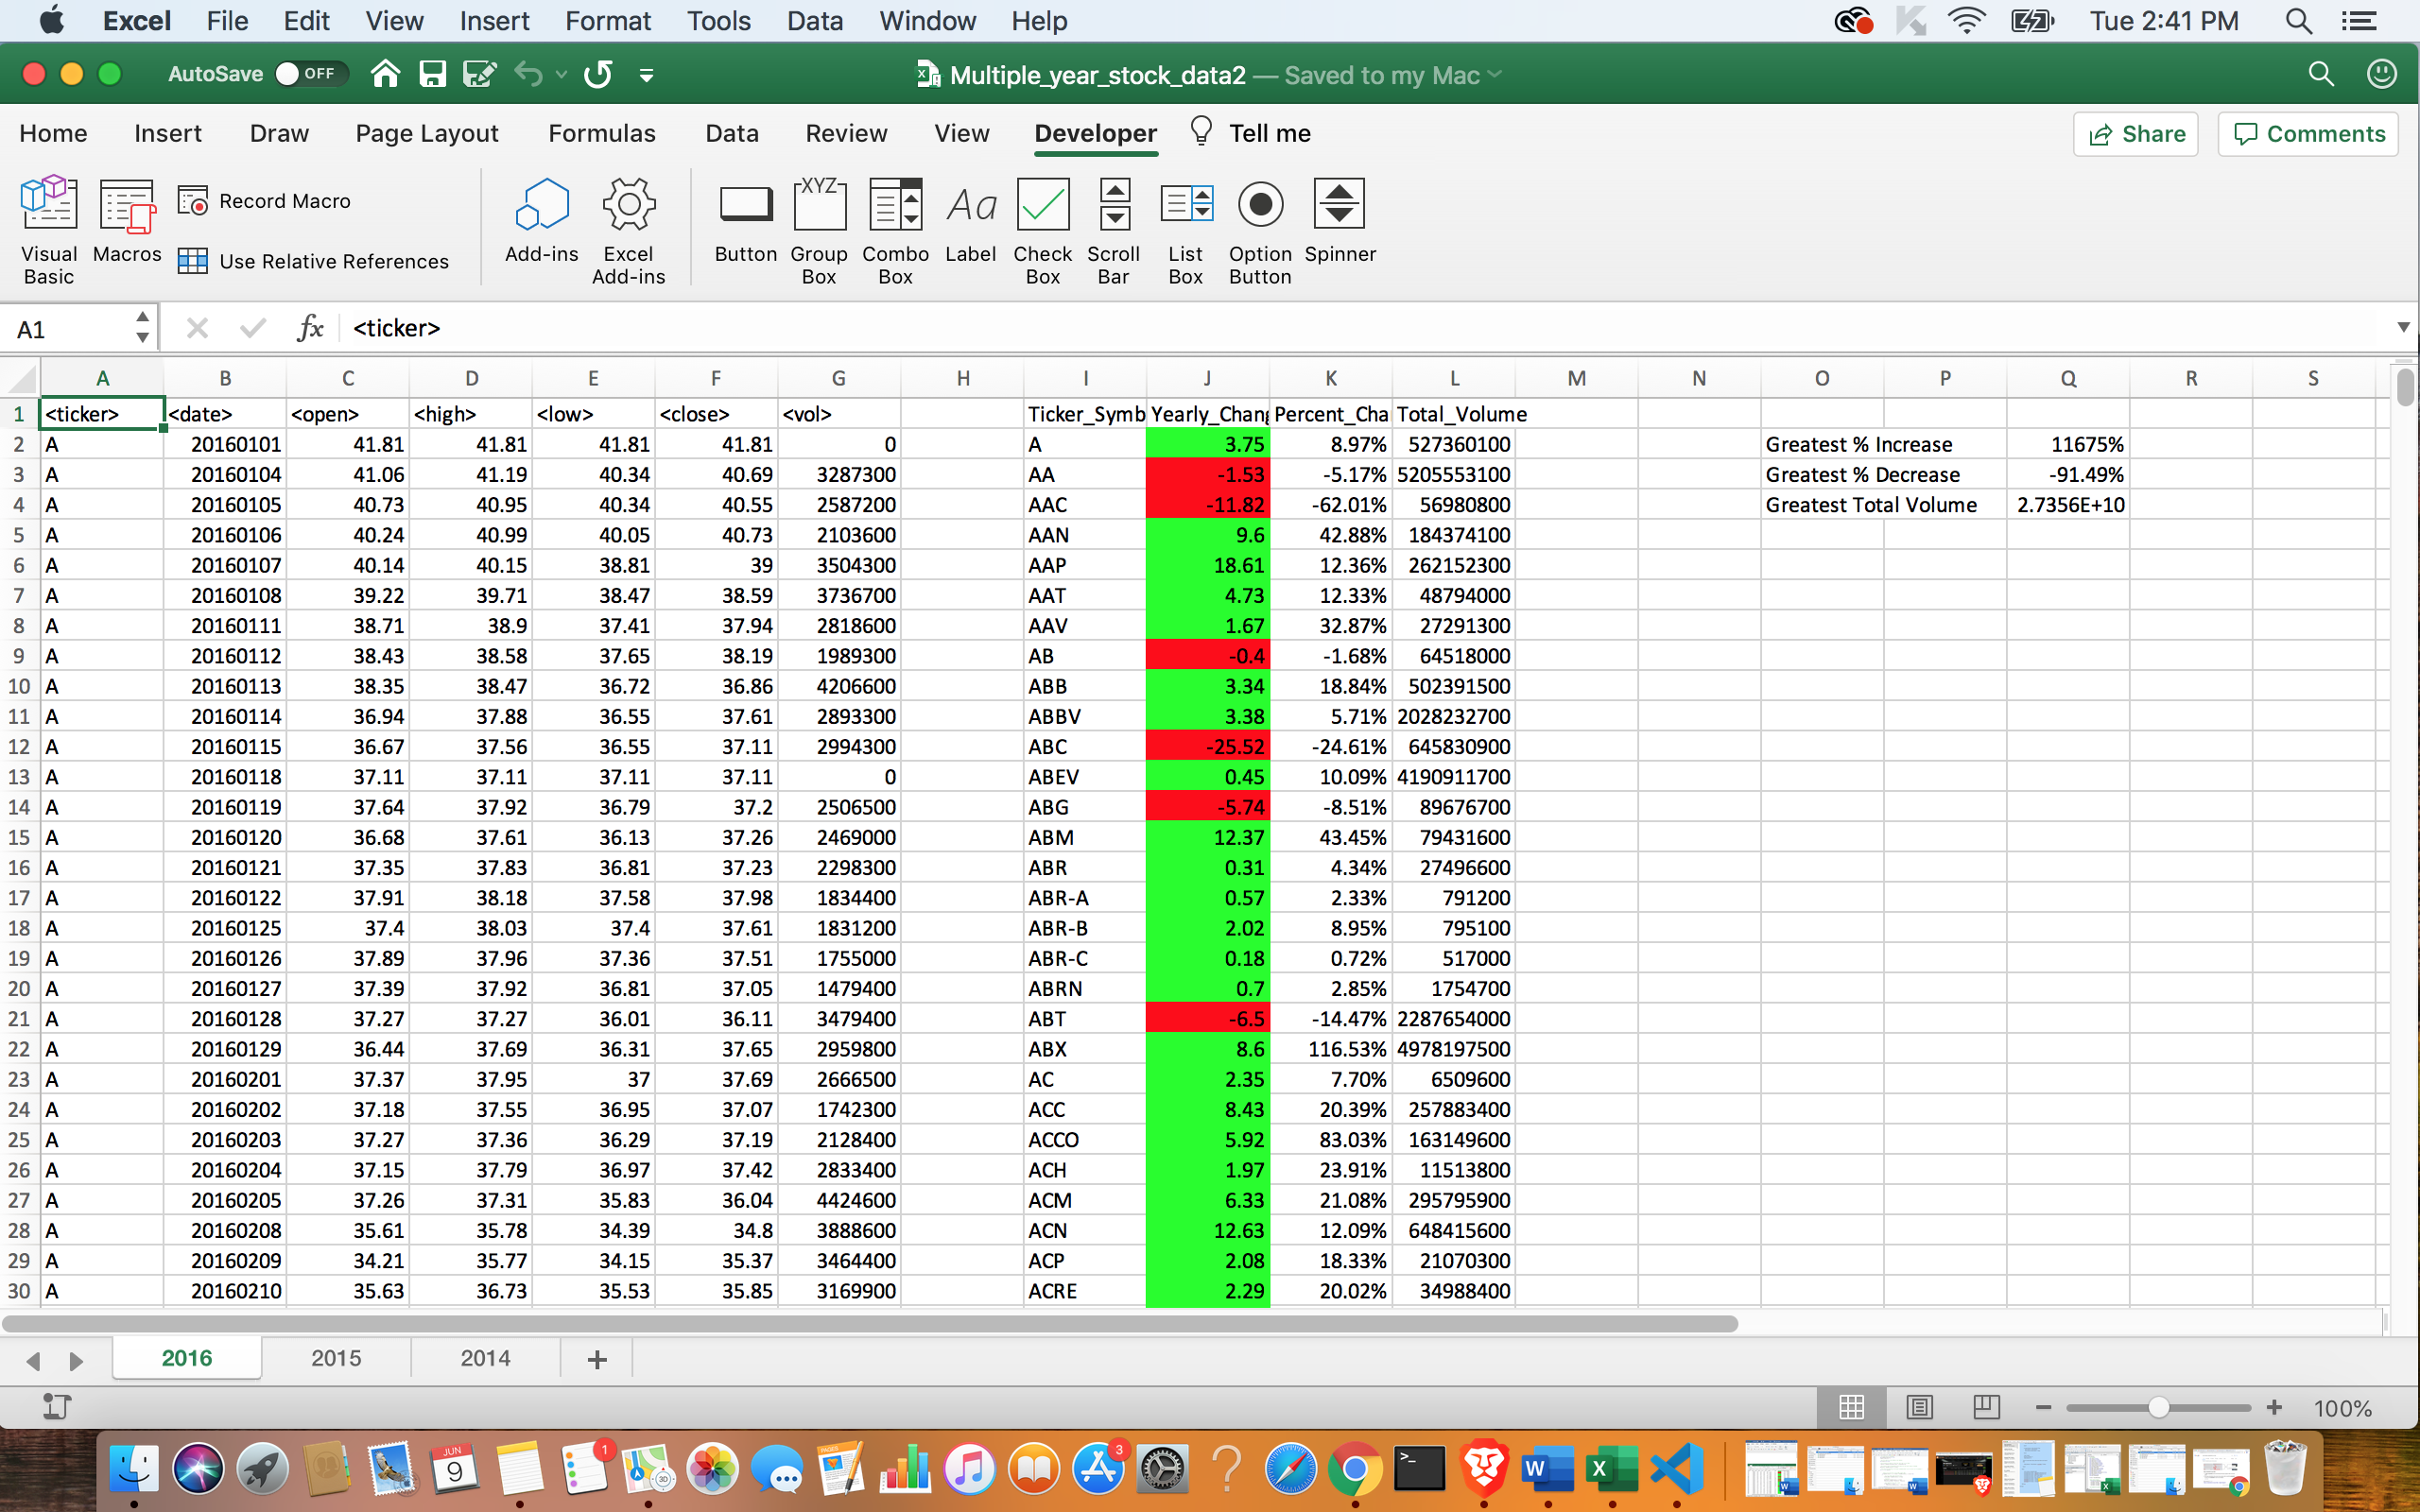 Excel File Edit View Insert Format Tools Data Window Help Tue 2:41 PM
AutoSave OFF Multiple_year_stock_data2 — Saved to my Mac
Home Insert Draw Page Layout Formulas Data Review View Developer Tell me Share Comments
Visual Basic Macros Record Macro Use Relative References Add-ins Excel Add-ins Button Group Box Combo Box Label Check Box Scroll Bar List Box Option Button Spinner
XYZ Aa
A1 fx <ticker>
A B C D E F G H I J K L M N O P Q R S
1 <ticker> <date> <open> <high> <low> <close> <vol> Ticker_Symb Yearly_Chang Percent_Cha Total_Volume
2 A 20160101 41.81 41.81 41.81 41.81 0 A 3.75 8.97% 527360100 Greatest % Increase 11675%
3 A 20160104 41.06 41.19 40.34 40.69 3287300 AA -1.53 -5.17% 5205553100 Greatest % Decrease -91.49%
4 A 20160105 40.73 40.95 40.34 40.55 2587200 AAC -11.82 -62.01% 56980800 Greatest Total Volume 2.7356E+10
5 A 20160106 40.24 40.99 40.05 40.73 2103600 AAN 9.6 42.88% 184374100
6 A 20160107 40.14 40.15 38.81 39 3504300 AAP 18.61 12.36% 262152300
7 A 20160108 39.22 39.71 38.47 38.59 3736700 AAT 4.73 12.33% 48794000
8 A 20160111 38.71 38.9 37.41 37.94 2818600 AAV 1.67 32.87% 27291300
9 A 20160112 38.43 38.58 37.65 38.19 1989300 AB -0.4 -1.68% 64518000
10 A 20160113 38.35 38.47 36.72 36.86 4206600 ABB 3.34 18.84% 502391500
11 A 20160114 36.94 37.88 36.55 37.61 2893300 ABBV 3.38 5.71% 2028232700
12 A 20160115 36.67 37.56 36.55 37.11 2994300 ABC -25.52 -24.61% 645830900
13 A 20160118 37.11 37.11 37.11 37.11 0 ABEV 0.45 10.09% 4190911700
14 A 20160119 37.64 37.92 36.79 37.2 2506500 ABG -5.74 -8.51% 89676700
15 A 20160120 36.68 37.61 36.13 37.26 2469000 ABM 12.37 43.45% 79431600
16 A 20160121 37.35 37.83 36.81 37.23 2298300 ABR 0.31 4.34% 27496600
17 A 20160122 37.91 38.18 37.58 37.98 1834400 ABR-A 0.57 2.33% 791200
18 A 20160125 37.4 38.03 37.4 37.61 1831200 ABR-B 2.02 8.95% 795100
19 A 20160126 37.89 37.96 37.36 37.51 1755000 ABR-C 0.18 0.72% 517000
20 A 20160127 37.39 37.92 36.81 37.05 1479400 ABRN 0.7 2.85% 1754700
21 A 20160128 37.27 37.27 36.01 36.11 3479400 ABT -6.5 -14.47% 2287654000
22 A 20160129 36.44 37.69 36.31 37.65 2959800 ABX 8.6 116.53% 4978197500
23 A 20160201 37.37 37.95 37 37.69 2666500 AC 2.35 7.70% 6509600
24 A 20160202 37.18 37.55 36.95 37.07 1742300 ACC 8.43 20.39% 257883400
25 A 20160203 37.27 37.36 36.29 37.19 2128400 ACCO 5.92 83.03% 163149600
26 A 20160204 37.15 37.79 36.97 37.42 2833400 ACH 1.97 23.91% 11513800
27 A 20160205 37.26 37.31 35.83 36.04 4424600 ACM 6.33 21.08% 295795900
28 A 20160208 35.61 35.78 34.39 34.8 3888600 ACN 12.63 12.09% 648415600
29 A 20160209 34.21 35.77 34.15 35.37 3464400 ACP 2.08 18.33% 21070300
30 A 20160210 35.63 36.73 35.53 35.85 3169900 ACRE 2.29 20.02% 34988400
2016 2015 2014 +
100%
JUN 9 1 PAGES 3 W X